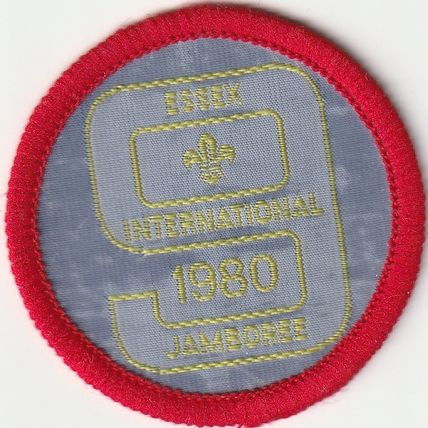 ESSEX
INTERNATIONAL
1980
JAMBOREE